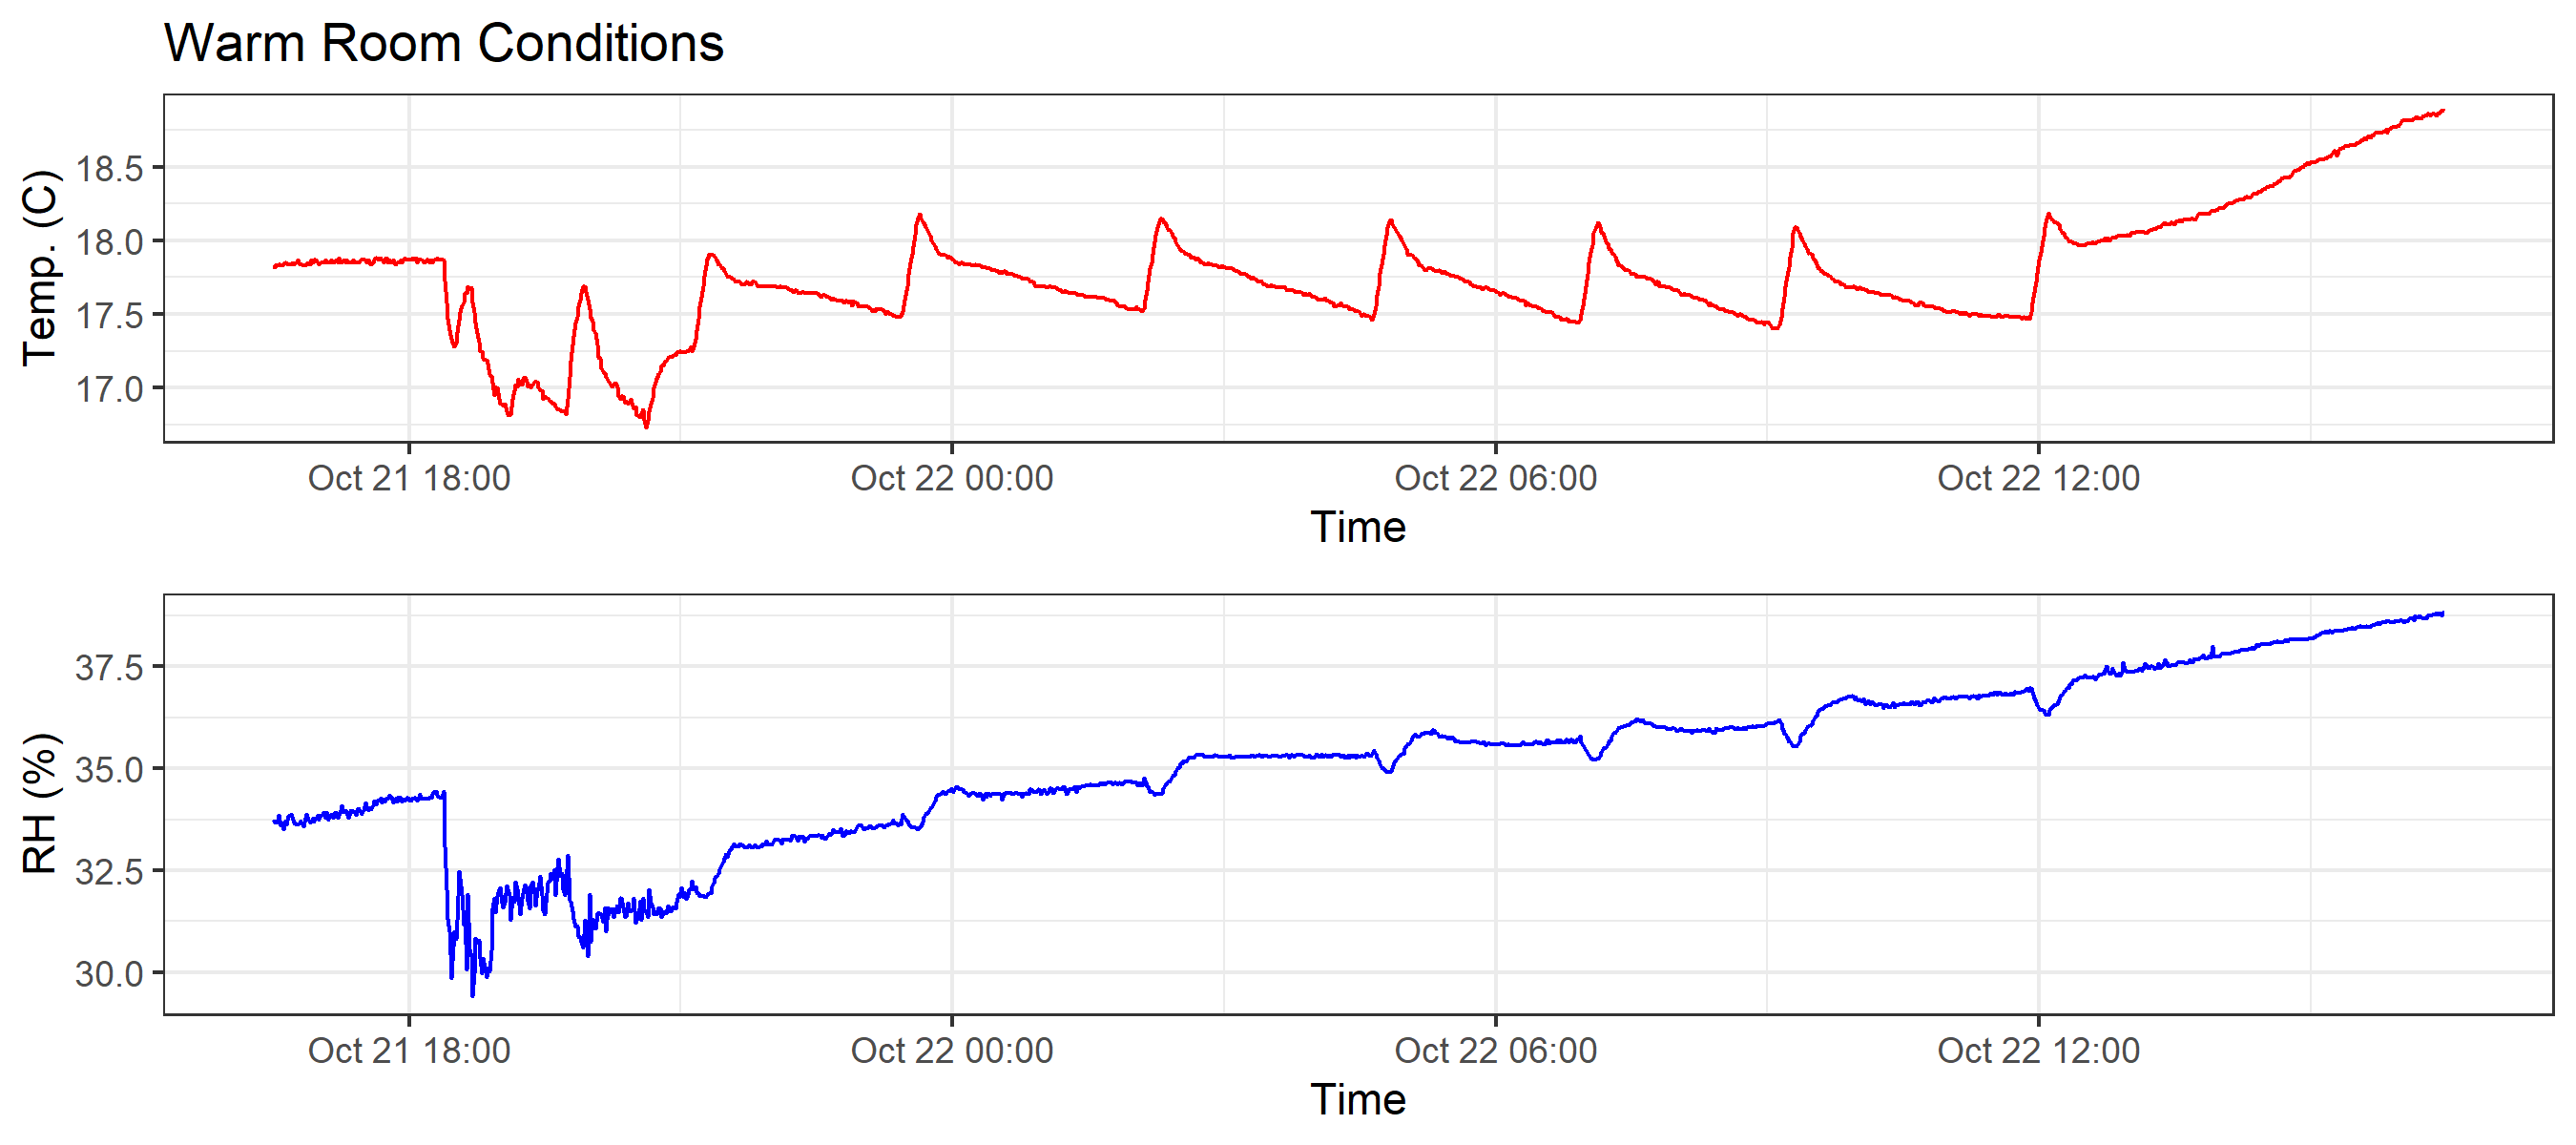 Warm Room Conditions
Temp. (C)
18.5
18.0
17.5
17.0
Oct 21 18:00 Oct 22 00:00 Oct 22 06:00 Oct 22 12:00
Time
RH (%)
37.5
35.0
32.5
30.0
Oct 21 18:00 Oct 22 00:00 Oct 22 06:00 Oct 22 12:00
Time